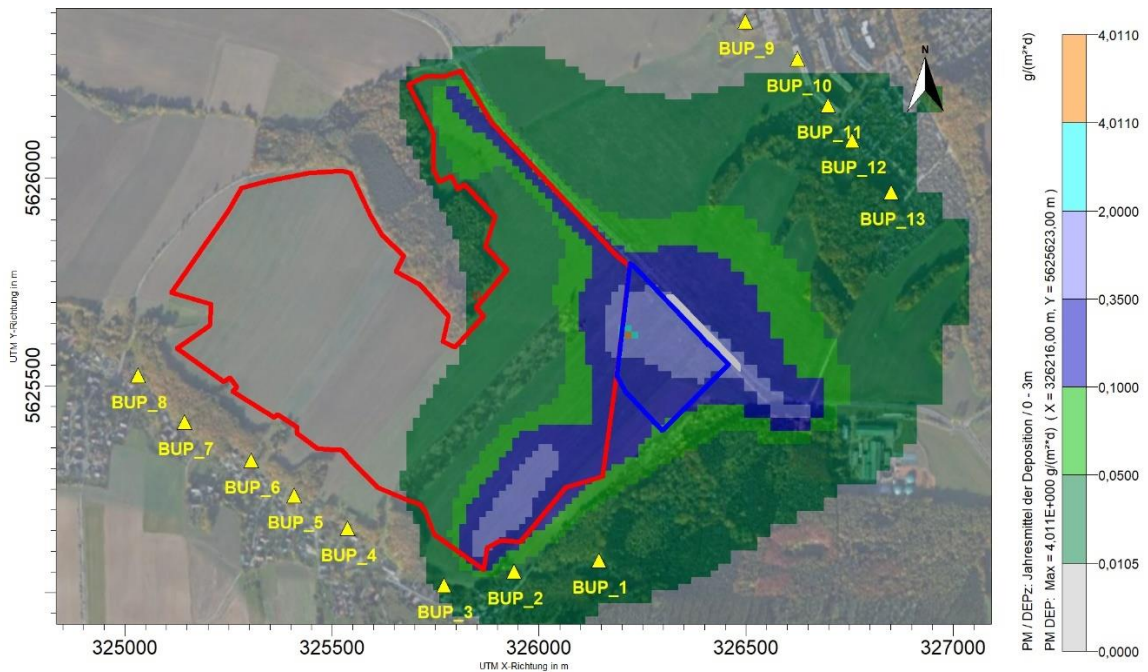 BUP_9
BUP_10
BUP_11
BUP_12
BUP_13
BUP_8
BUP_7
BUP_6
BUP_5
BUP_4
BUP_3
BUP_2
BUP_1
N
5626000
5625500
UTM Y-Richtung in m
325000
325500
326000
326500
327000
UTM X-Richtung in m
g/(m²*d)
4,0110
4,0110
2,0000
0,3500
0,1000
0,0500
0,0105
0,0000
PM / DEPz: Jahresmittel der Deposition / 0 - 3m
PM DEP: Max = 4,011E+000 g/(m²*d) ( X = 326216,00 m, Y = 5625623,00 m )